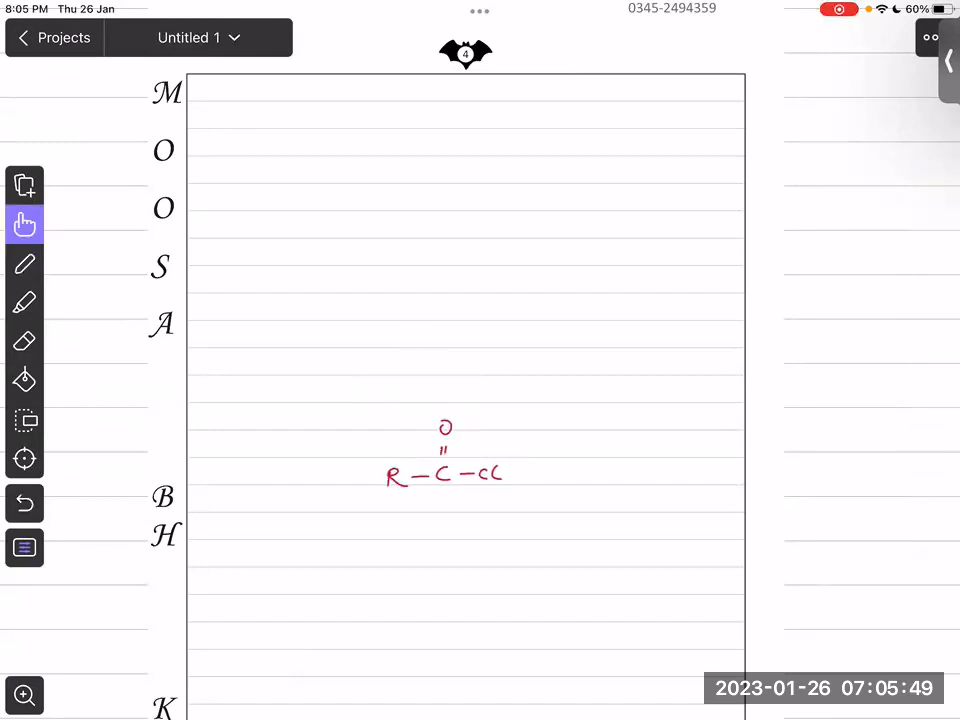 8:05 PM Thu 26 Jan
0345-2494359
60%
Projects
Untitled 1
4
M
O
O
S
A
O
=
R - C - Cl
B
H
K
2023-01-26 07:05:49